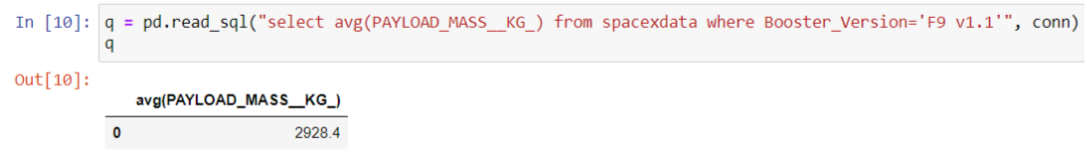 In [10]: q = pd.read_sql("select avg(PAYLOAD_MASS__KG_) from spacexdata where Booster_Version='F9 v1.1'", conn)
q
Out[10]:
avg(PAYLOAD_MASS__KG_)
0 2928.4